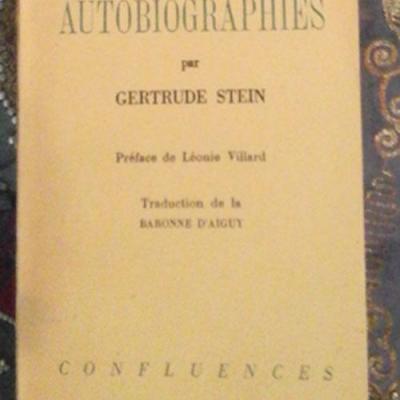 AUTOBIOGRAPHIES
par
GERTRUDE STEIN
Préface de Léonie Villard
Traduction de la
BARONNE D'AIGUY
CONFLUENCES